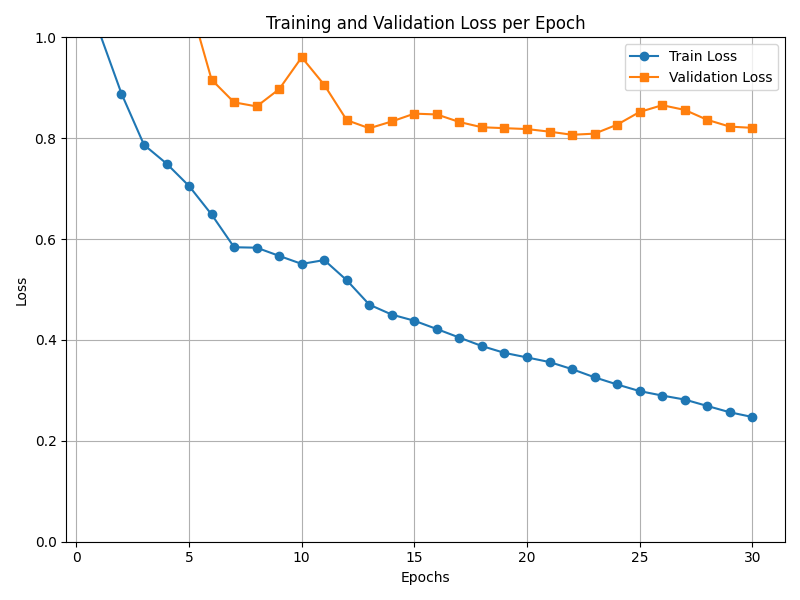 Training and Validation Loss per Epoch
Train Loss
Validation Loss
1.0
0.8
0.6
0.4
0.2
0.0
Loss
0 5 10 15 20 25 30
Epochs